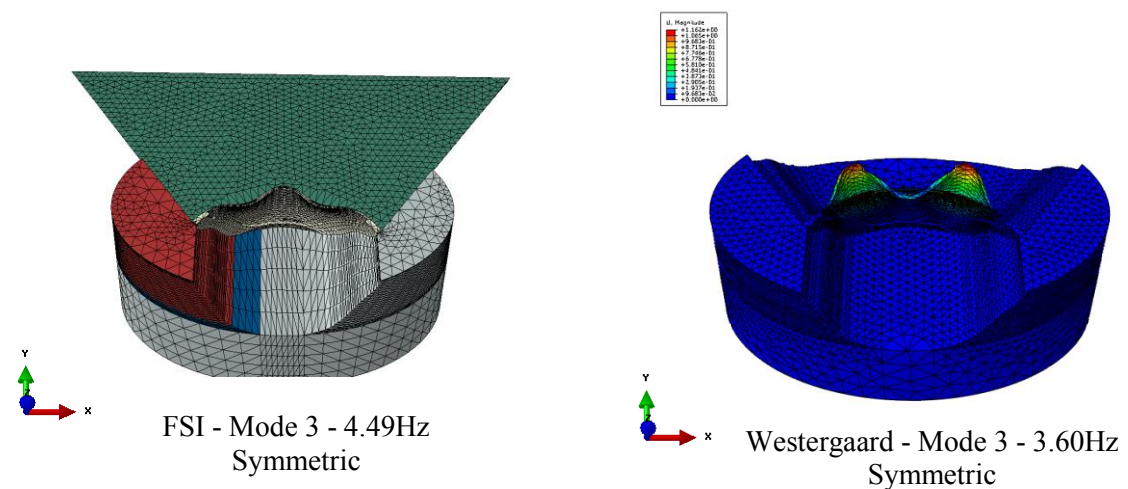 U, Magnitude
+1.162e+00
+1.065e+00
+9.683e-01
+8.715e-01
+7.746e-01
+6.778e-01
+5.810e-01
+4.841e-01
+3.873e-01
+2.905e-01
+1.937e-01
+9.683e-02
+0.000e+00
Y
Z
X
FSI - Mode 3 - 4.49Hz
Symmetric
Y
Z
X
Westergaard - Mode 3 - 3.60Hz
Symmetric